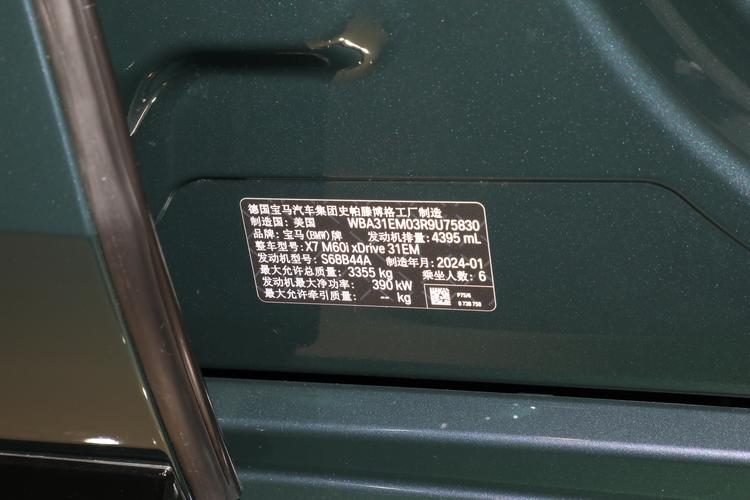 德国宝马汽车集团史帕滕博格工厂制造
制造国：美国 WBA31EM03R9U75830
品牌：宝马(BMW)牌 发动机排量：4395 mL
整车型号：X7 M60i xDrive 31EM
发动机型号：S68B44A 制造年月：2024-01
最大允许总质量：3355 kg 乘坐人数：6
发动机最大净功率：390 kW
最大允许牵引质量：-- kg